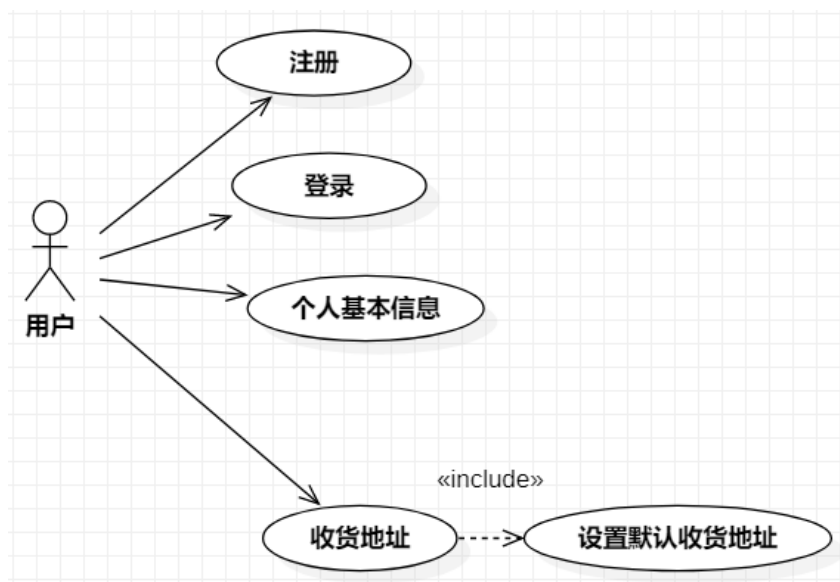 注册
登录
个人基本信息
用户
«include»
收货地址
设置默认收货地址